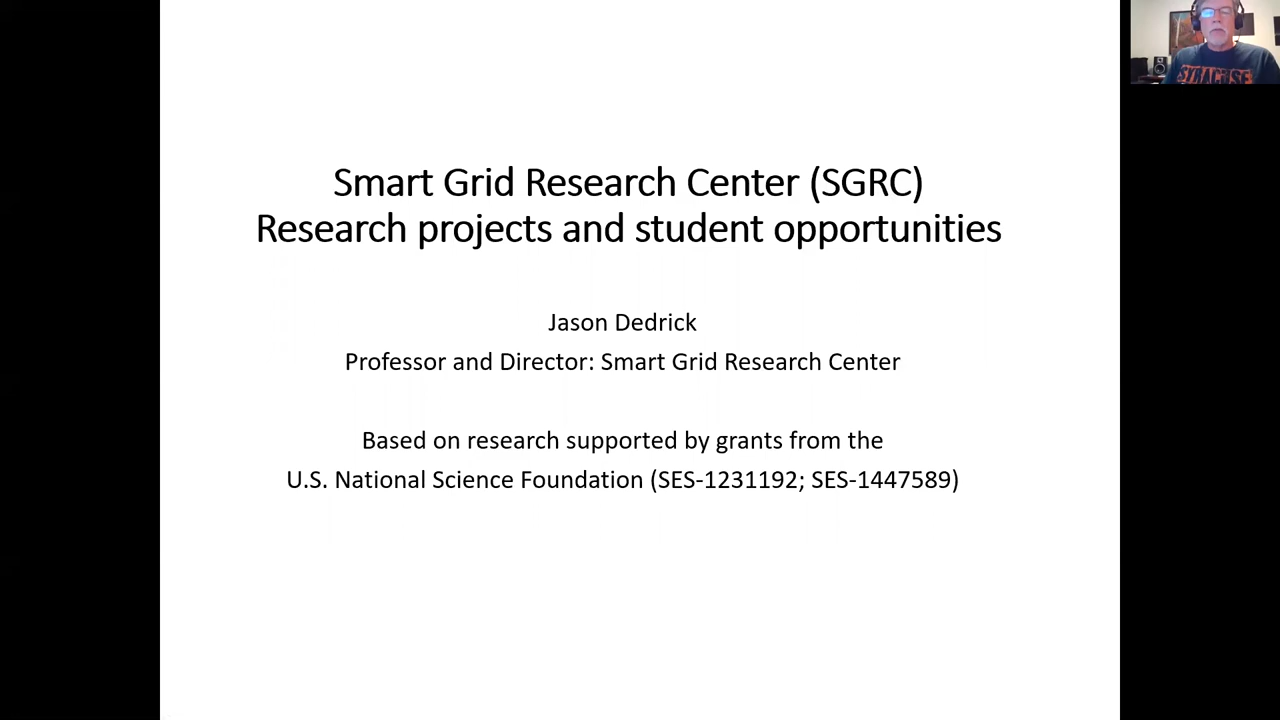 Smart Grid Research Center (SGRC)
Research projects and student opportunities
Jason Dedrick
Professor and Director: Smart Grid Research Center
Based on research supported by grants from the
U.S. National Science Foundation (SES-1231192; SES-1447589)
SYRACUSE